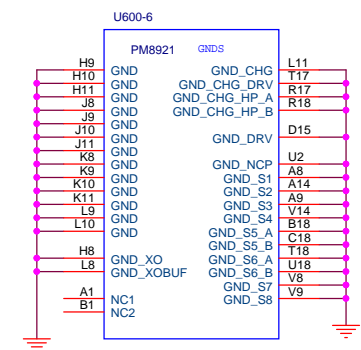 U600-6
PM8921 GNDS
H9 GND GND_CHG L11
H10 GND GND_CHG_DRV T17
H11 GND GND_CHG_HP_A R17
J8 GND GND_CHG_HP_B R18
J9 GND
J10 GND GND_DRV D15
J11 GND
K8 GND GND_NCP U2
K9 GND GND_S1 A8
K10 GND GND_S2 A14
K11 GND GND_S3 A9
L9 GND GND_S4 V14
L10 GND GND_S5_A B18
GND_S5_B C18
H8 GND_XO GND_S6_A T18
L8 GND_XOBUF GND_S6_B U18
GND_S7 V8
A1 NC1 GND_S8 V9
B1 NC2